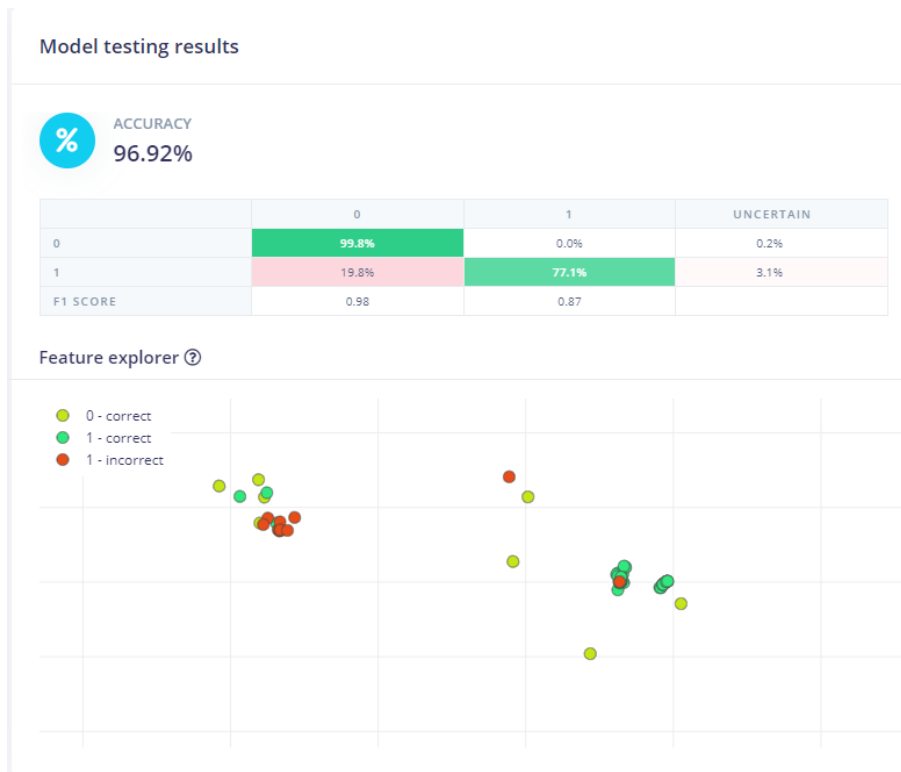 Model testing results
%
ACCURACY
96.92%
0 1 UNCERTAIN
0 99.8% 0.0% 0.2%
1 19.8% 77.1% 3.1%
F1 SCORE 0.98 0.87
Feature explorer ?
0 - correct
1 - correct
1 - incorrect